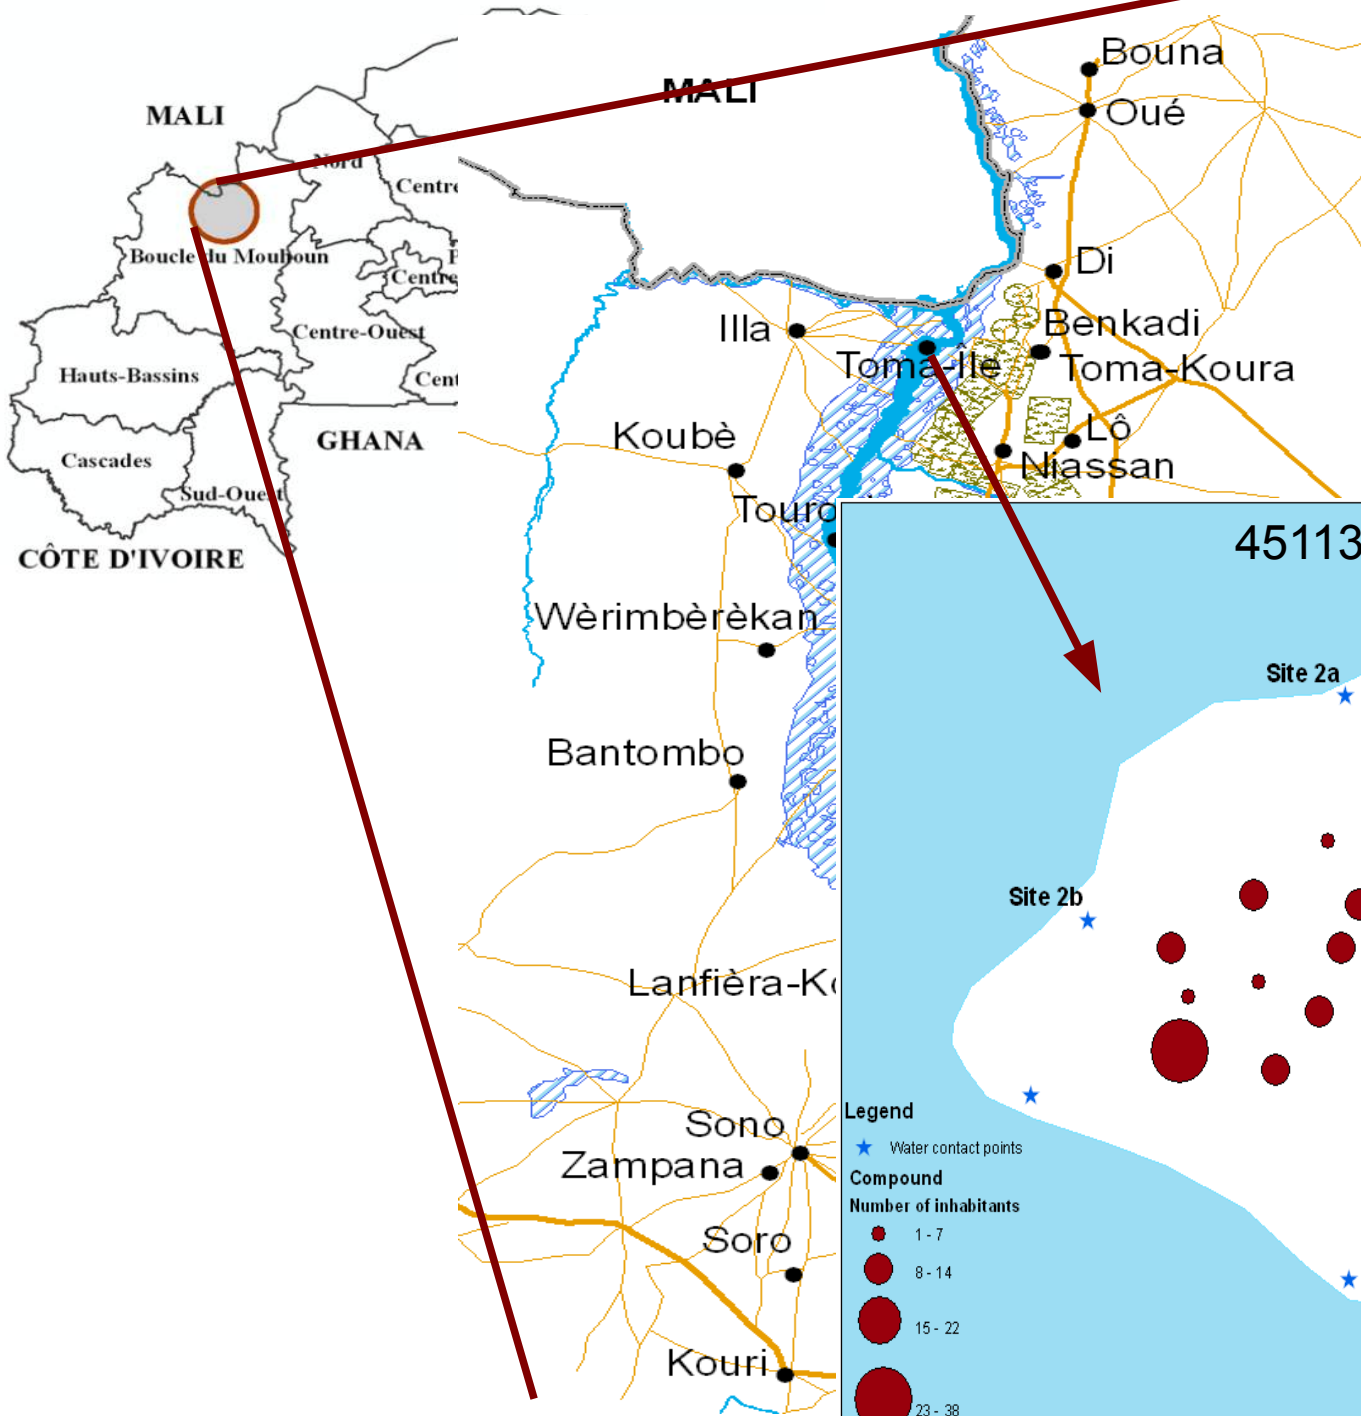 MALI
Nord
Centre
Boucle du Mouhoun
Centre
Centre-Ouest
Hauts-Bassins
Cent
GHANA
Cascades
Sud-Ouest
CÔTE D'IVOIRE
MALI
Bouna
Oué
Di
Illa
Benkadi
Toma-Île
Toma-Koura
Koubè
Lô
Niassan
Wèrimbèrèkan
Bantombo
Lanfièra-Ko
Sono
Zampana
Soro
Kouri
45113
Site 2a
Site 2b
Legend
Water contact points
Compound
Number of inhabitants
1 - 7
8 - 14
15 - 22
23 - 38